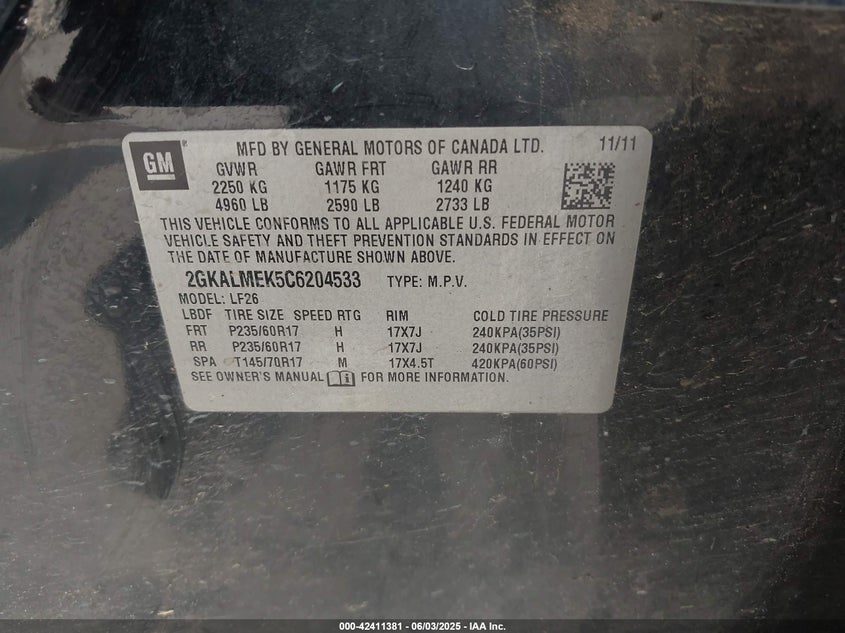 GM
MFD BY GENERAL MOTORS OF CANADA LTD. 11/11
GVWR GAWR FRT GAWR RR
2250 KG 1175 KG 1240 KG
4960 LB 2590 LB 2733 LB
THIS VEHICLE CONFORMS TO ALL APPLICABLE U.S. FEDERAL MOTOR
VEHICLE SAFETY AND THEFT PREVENTION STANDARDS IN EFFECT ON
THE DATE OF MANUFACTURE SHOWN ABOVE.
2GKALMEK5C6204533 TYPE: M.P.V.
MODEL: LF26
LBDF TIRE SIZE SPEED RTG RIM COLD TIRE PRESSURE
FRT P235/60R17 H 17X7J 240KPA(35PSI)
RR P235/60R17 H 17X7J 240KPA(35PSI)
SPA T145/70R17 M 17X4.5T 420KPA(60PSI)
SEE OWNER'S MANUAL FOR MORE INFORMATION.
000-42411381 - 06/03/2025 - IAA Inc.